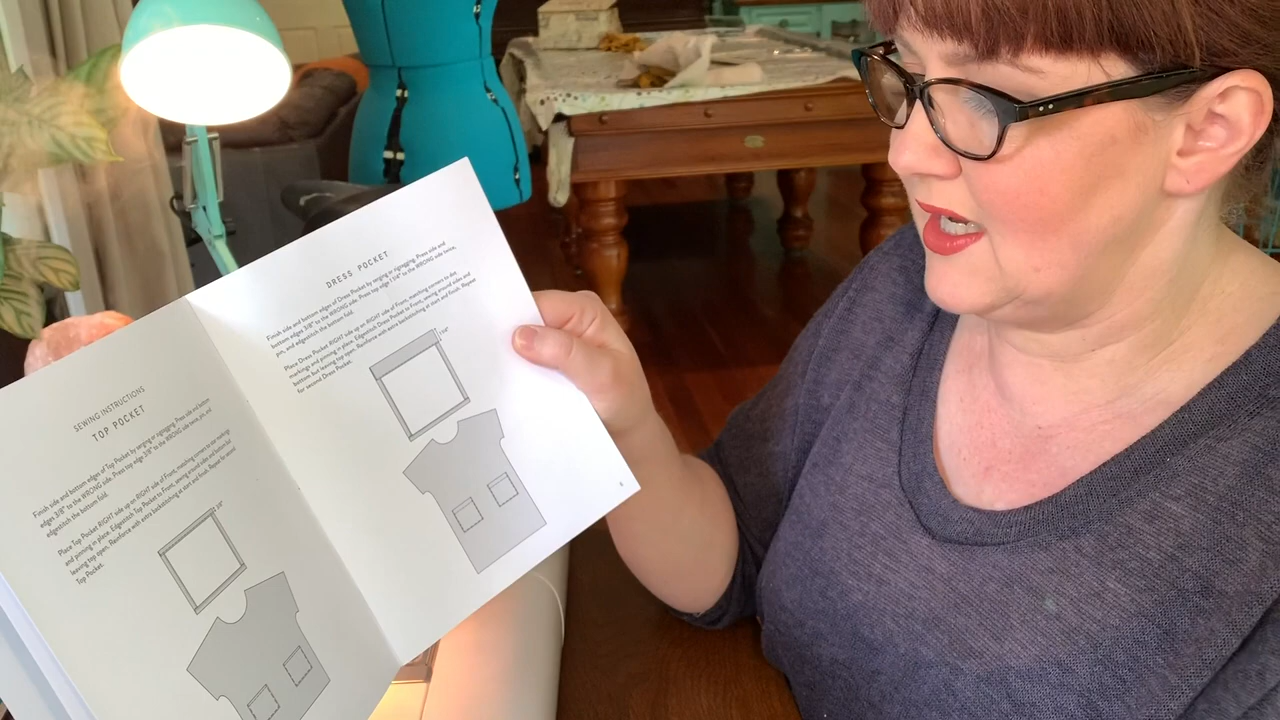 SEWING INSTRUCTIONS
TOP POCKET
Finish side and bottom edges of Top Pocket by serging or zigzagging. Press side and bottom
edges 3/8" to the WRONG side. Press top edge 3/8" to the WRONG side twice, pin, and
edgestitch the bottom fold.
Place Top Pocket RIGHT side up on RIGHT side of Front, matching corners to markings
and pinning in place. Edgestitch Top Pocket to Front, sewing around sides and bottom but
leaving top open. Reinforce with extra backstitching at start and finish. Repeat for second
Top Pocket.
3/8"
DRESS POCKET
Finish side and bottom edges of Dress Pocket by serging or zigzagging. Press side and
bottom edges 3/8" to the WRONG side. Press top edge 1 1/4" to the WRONG side twice,
pin, and edgestitch the bottom fold.
Place Dress Pocket RIGHT side up on RIGHT side of Front, matching corners to
markings and pinning in place. Edgestitch Dress Pocket to Front, sewing around sides and
bottom but leaving top open. Reinforce with extra backstitching at start and finish. Repeat
for second Dress Pocket.
1 1/4"